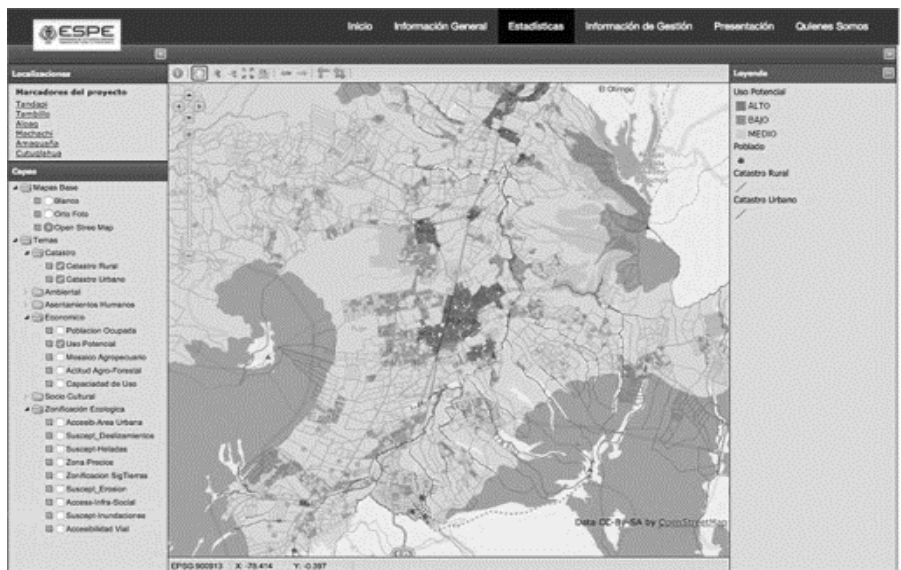 ESPE
Inicio Información General Estadísticas Información de Gestión Presentación Quienes Somos
Localizaciones
Marcadores del proyecto
Tandapi
Tambillo
Aloag
Machachi
Amaguaña
Cutuglahua
Capas
Mapas Base
Blanco
Orto Foto
Open Stree Map
Temas
Catastro
Catastro Rural
Catastro Urbano
Ambiental
Asentamientos Humanos
Economico
Poblacion Ocupada
Uso Potencial
Mosaico Agropecuario
Actitud Agro-Forestal
Capaciadad de Uso
Socio Cultural
Zonificación Ecologica
Accesib-Area Urbana
Suscept_Deslizamientos
Suscept-Heladas
Zona Precios
Zonificacion SigTierras
Suscept_Erosion
Access-Infra-Social
Suscept-Inundaciones
Accesibilidad Vial
El Olimpo
Data CC-By-SA by OpenStreetMap
EPSG:900913 X: -78.414 Y: -0.397
Leyenda
Uso Potencial
ALTO
BAJO
MEDIO
Poblado
Catastro Rural
Catastro Urbano